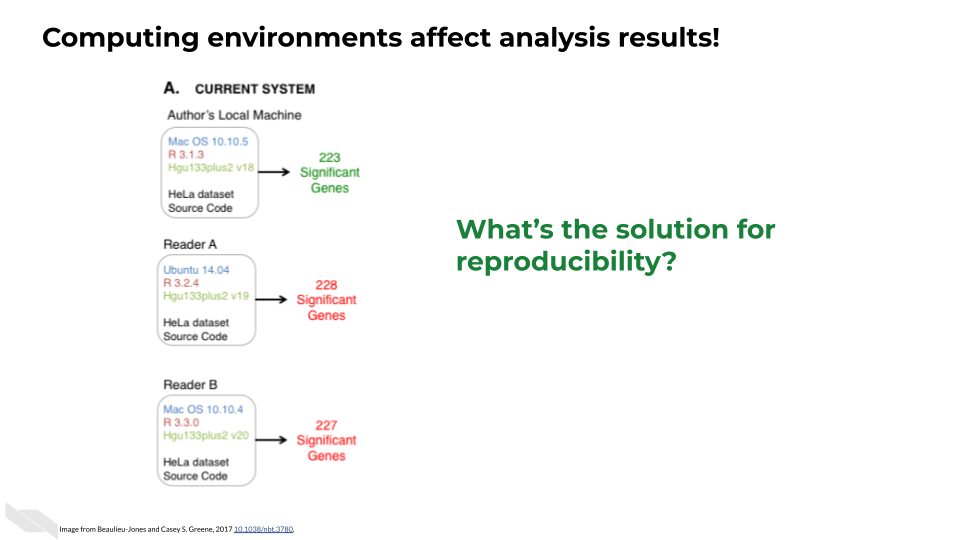 Computing environments affect analysis results!
A. CURRENT SYSTEM
Author's Local Machine
Mac OS 10.10.5
R 3.1.3
Hgu133plus2 v18
HeLa dataset
Source Code
223
Significant
Genes
Reader A
Ubuntu 14.04
R 3.2.4
Hgu133plus2 v19
HeLa dataset
Source Code
228
Significant
Genes
Reader B
Mac OS 10.10.4
R 3.3.0
Hgu133plus2 v20
HeLa dataset
Source Code
227
Significant
Genes
What’s the solution for
reproducibility?
Image from Beaulieu-Jones and Casey S. Greene, 2017 10.1038/nbt.3780.